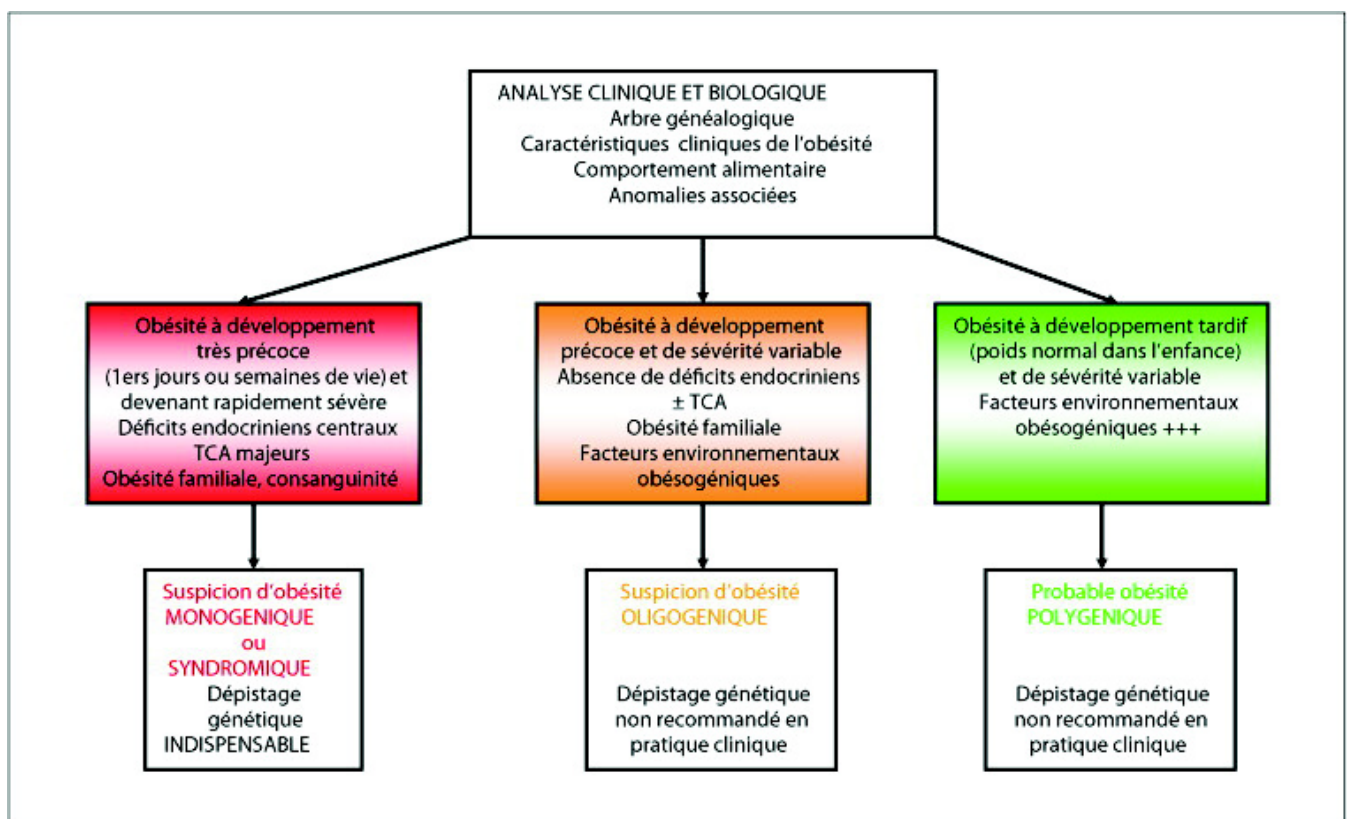 ANALYSE CLINIQUE ET BIOLOGIQUE
Arbre généalogique
Caractéristiques cliniques de l'obésité
Comportement alimentaire
Anomalies associées
Obésité à développement
très précoce
(1ers jours ou semaines de vie) et
devenant rapidement sévère
Déficits endocriniens centraux
TCA majeurs
Obésité familiale, consanguinité
Obésité à développement
précoce et de sévérité variable
Absence de déficits endocriniens
± TCA
Obésité familiale
Facteurs environnementaux
obésogéniques
Obésité à développement tardif
(poids normal dans l'enfance)
et de sévérité variable
Facteurs environnementaux
obésogéniques +++
Suspicion d'obésité
MONOGENIQUE
ou
SYNDROMIQUE
Dépistage
génétique
INDISPENSABLE
Suspicion d'obésité
OLIGOGENIQUE
Dépistage génétique
non recommandé en
pratique clinique
Probable obésité
POLYGENIQUE
Dépistage génétique
non recommandé en
pratique clinique